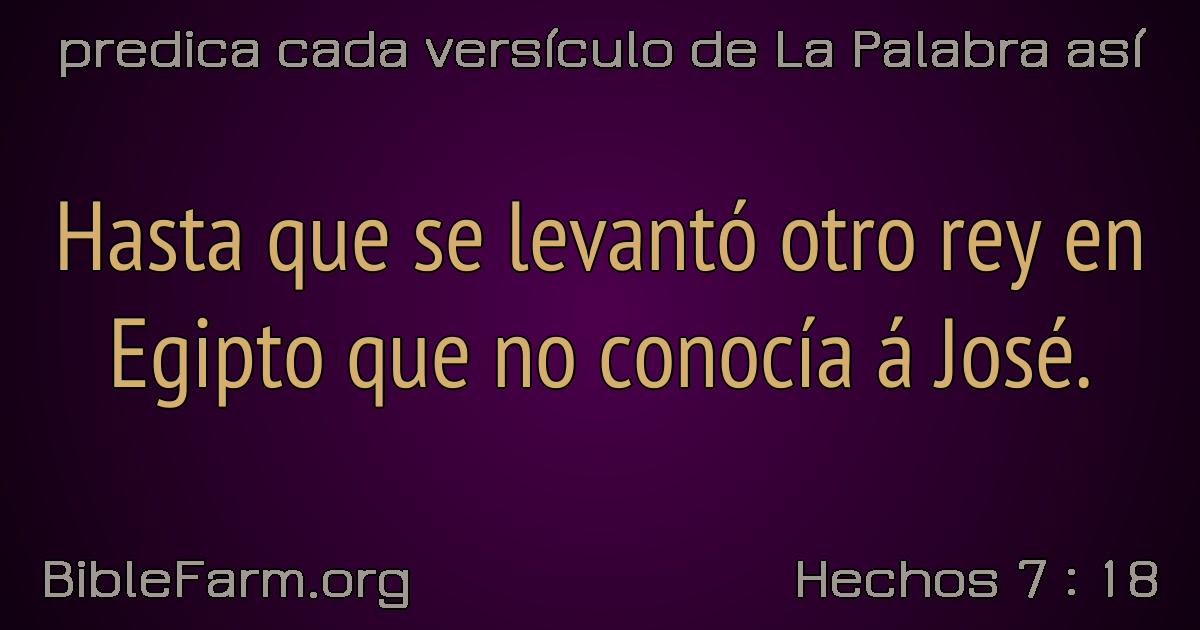 predica cada versículo de La Palabra así
Hasta que se levantó otro rey en
Egipto que no conocía á José.
BibleFarm.org
Hechos 7 : 18